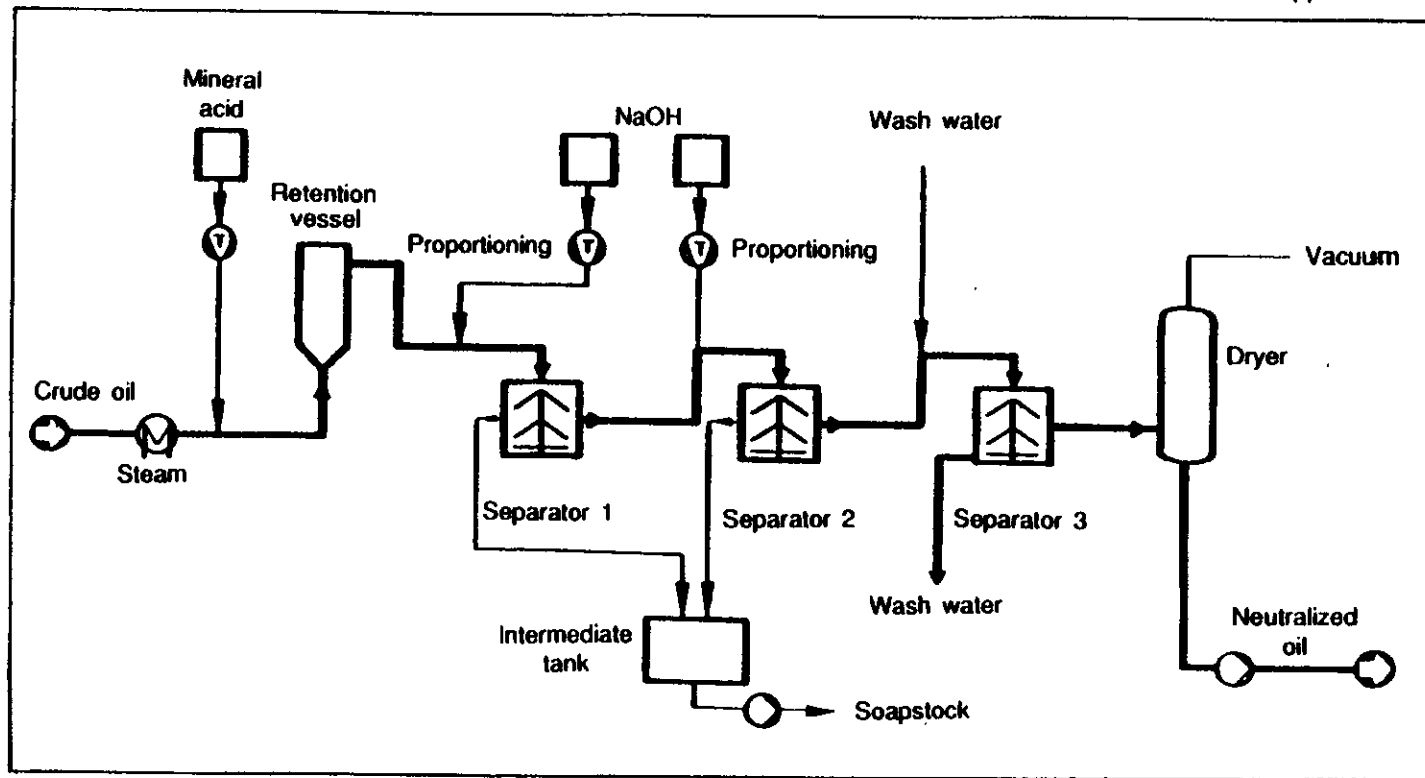 Mineral
acid
NaOH
Wash water
Retention
vessel
Proportioning
Proportioning
Vacuum
Dryer
Crude oil
Steam
Separator 1
Separator 2
Separator 3
Wash water
Intermediate
tank
Neutralized
oil
Soapstock